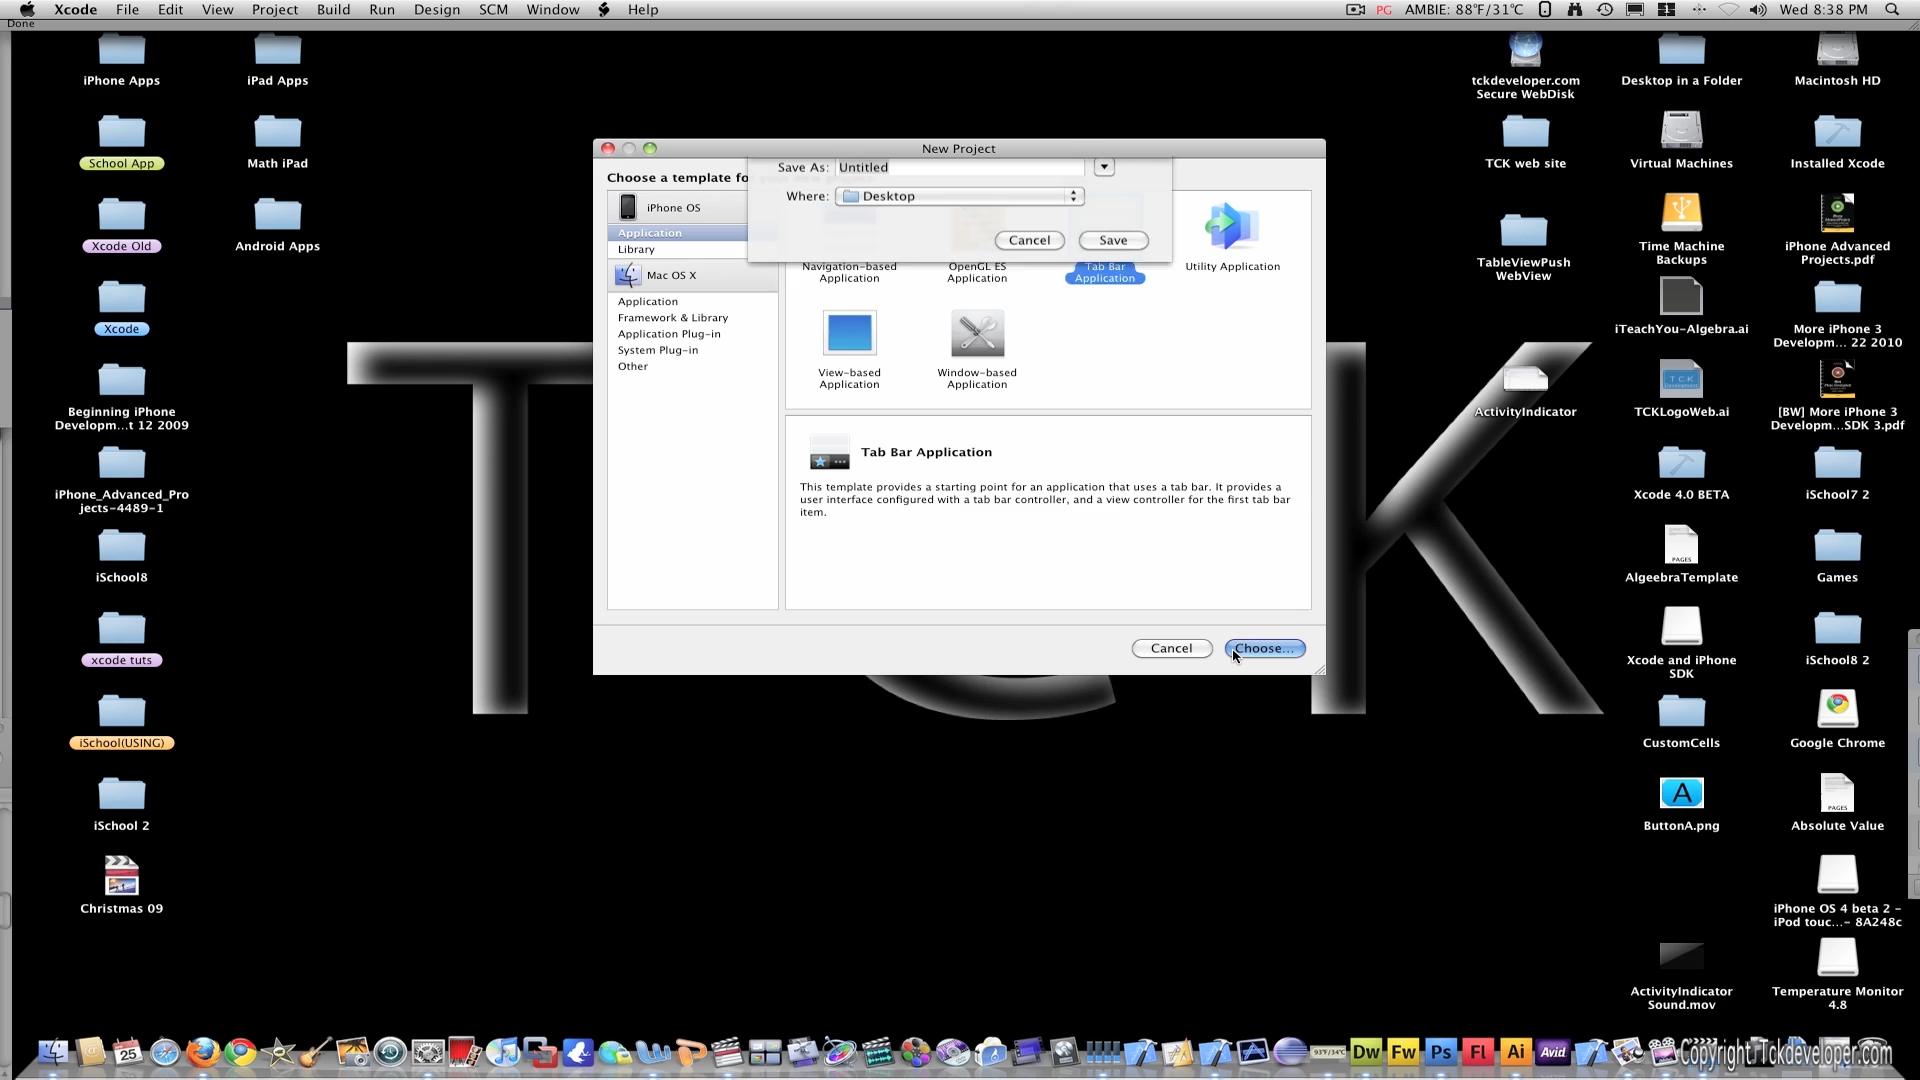 Xcode File Edit View Project Build Run Design SCM Window Help
PG AMBIE: 88°F/31°C Wed 8:38 PM
Done
iPhone Apps
iPad Apps
School App
Math iPad
Xcode Old
Android Apps
Xcode
Beginning iPhone
Developm...t 12 2009
iPhone_Advanced_Pro
jects-4489-1
iSchool8
xcode tuts
iSchool(USING)
iSchool 2
Christmas 09
New Project
Choose a template fo
Save As: Untitled
Where: Desktop
Cancel Save
iPhone OS
Application
Library
Mac OS X
Application
Framework & Library
Application Plug-in
System Plug-in
Other
Navigation-based
Application
OpenGL ES
Application
Tab Bar
Application
Utility Application
View-based
Application
Window-based
Application
Tab Bar Application
This template provides a starting point for an application that uses a tab bar. It provides a
user interface configured with a tab bar controller, and a view controller for the first tab bar
item.
Cancel Choose...
T C K
tckdeveloper.com
Secure WebDisk
Desktop in a Folder
Macintosh HD
TCK web site
Virtual Machines
Installed Xcode
TableViewPush
WebView
Time Machine
Backups
iPhone Advanced
Projects.pdf
iTeachYou-Algebra.ai
More iPhone 3
Developm... 22 2010
ActivityIndicator
TCKLogoWeb.ai
[BW] More iPhone 3
Developm...SDK 3.pdf
Xcode 4.0 BETA
iSchool7 2
PAGES
AlgeebraTemplate
Games
Xcode and iPhone
SDK
iSchool8 2
CustomCells
Google Chrome
A
ButtonA.png
PAGES
Absolute Value
iPhone OS 4 beta 2 –
iPod touc...– 8A248c
ActivityIndicator
Sound.mov
Temperature Monitor
4.8
25
93°F/34°C
Dw Fw Ps Fl Ai Avid
Copyright, Tckdeveloper.com